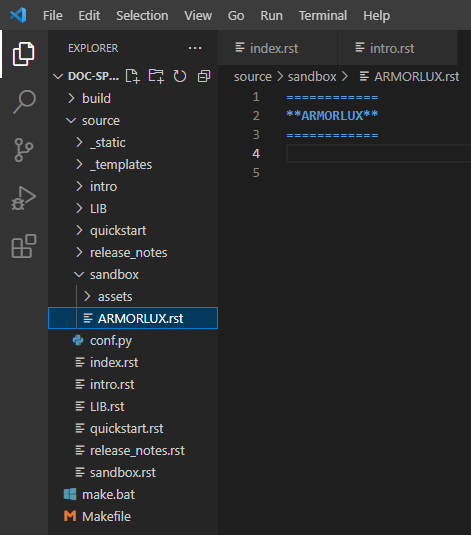 File Edit Selection View Go Run Terminal Help
EXPLORER ...
index.rst intro.rst
DOC-SP...
source > sandbox > ARMORLUX.rst
build
source
_static
_templates
intro
LIB
quickstart
release_notes
sandbox
assets
ARMORLUX.rst
conf.py
index.rst
intro.rst
LIB.rst
quickstart.rst
release_notes.rst
sandbox.rst
make.bat
Makefile
1 ============
2 **ARMORLUX**
3 ============
4
5